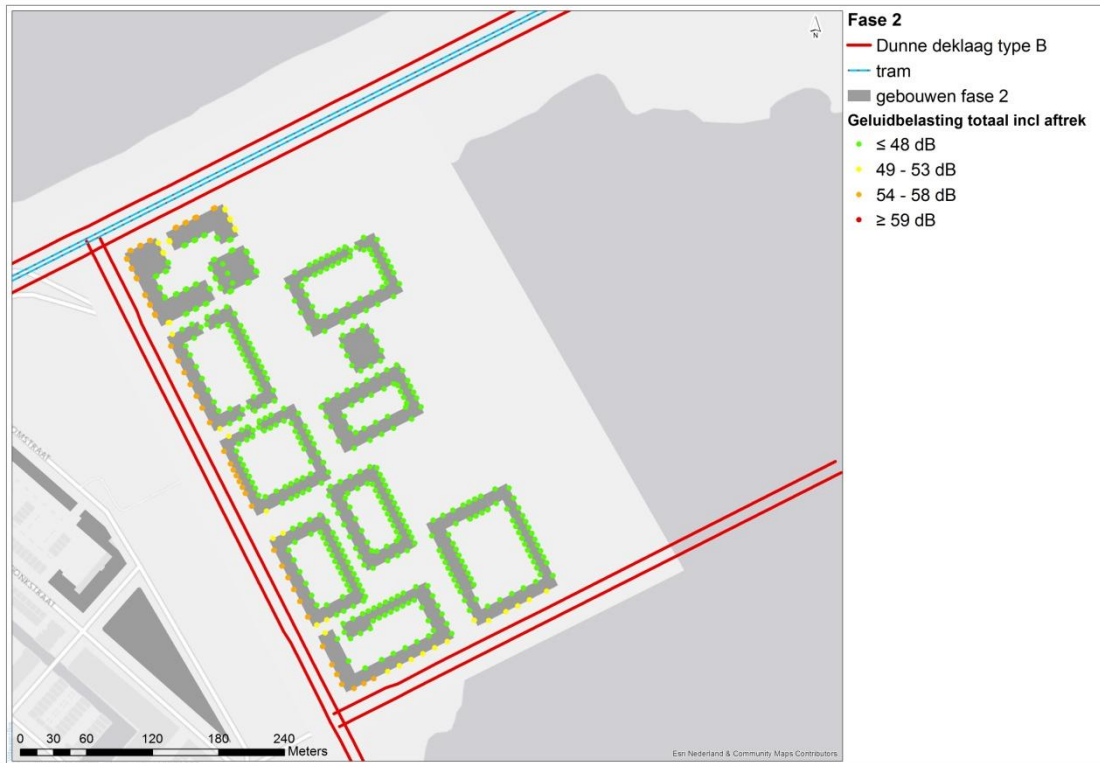 N
Fase 2
Dunne deklaag type B
tram
gebouwen fase 2
Geluidbelasting totaal incl aftrek
≤ 48 dB
49 - 53 dB
54 - 58 dB
≥ 59 dB
OMSTRAAT
0 30 60 120 180 240
Meters
Esri Nederland & Community Maps Contributors